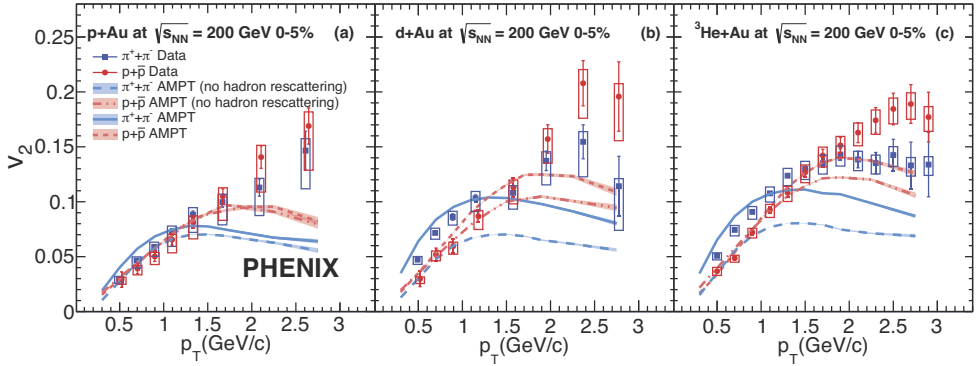 p+Au at √sNN = 200 GeV 0-5% (a)
d+Au at √sNN = 200 GeV 0-5% (b)
³He+Au at √sNN = 200 GeV 0-5% (c)
π⁺+π⁻ Data
p+p̄ Data
π⁺+π⁻ AMPT (no hadron rescattering)
p+p̄ AMPT (no hadron rescattering)
π⁺+π⁻ AMPT
p+p̄ AMPT
PHENIX
v₂
0.25
0.2
0.15
0.1
0.05
0
0.5 1 1.5 2 2.5 3
0.5 1 1.5 2 2.5 3
0.5 1 1.5 2 2.5 3
pT(GeV/c)
pT(GeV/c)
pT(GeV/c)